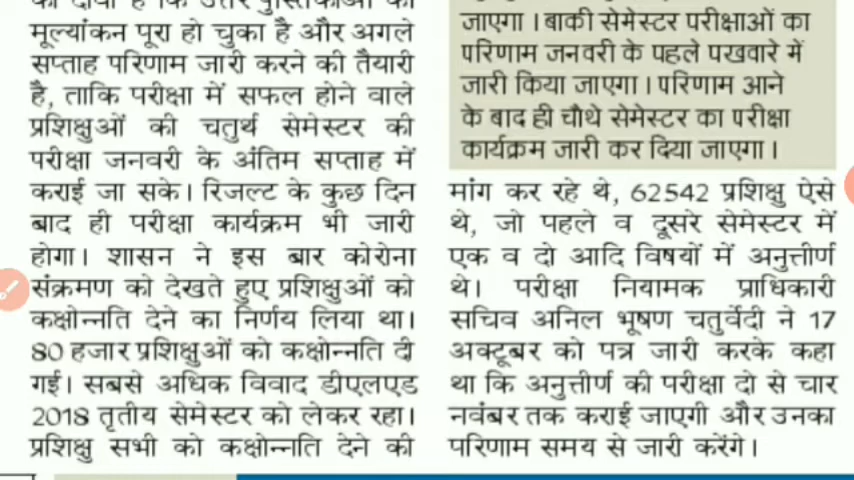 मूल्यांकन पूरा हो चुका है और अगले
सप्ताह परिणाम जारी करने की तैयारी
है, ताकि परीक्षा में सफल होने वाले
प्रशिक्षुओं की चतुर्थ सेमेस्टर की
परीक्षा जनवरी के अंतिम सप्ताह में
कराई जा सके। रिजल्ट के कुछ दिन
बाद ही परीक्षा कार्यक्रम भी जारी
होगा। शासन ने इस बार कोरोना
संक्रमण को देखते हुए प्रशिक्षुओं को
कक्षोन्नति देने का निर्णय लिया था।
80 हजार प्रशिक्षुओं को कक्षोन्नति दी
गई। सबसे अधिक विवाद डीएलएड
2018 तृतीय सेमेस्टर को लेकर रहा।
प्रशिक्षु सभी को कक्षोन्नति देने की
जाएगा। बाकी सेमेस्टर परीक्षाओं का
परिणाम जनवरी के पहले पखवारे में
जारी किया जाएगा। परिणाम आने
के बाद ही चौथे सेमेस्टर का परीक्षा
कार्यक्रम जारी कर दिया जाएगा।
मांग कर रहे थे, 62542 प्रशिक्षु ऐसे
थे, जो पहले व दूसरे सेमेस्टर में
एक व दो आदि विषयों में अनुत्तीर्ण
थे। परीक्षा नियामक प्राधिकारी
सचिव अनिल भूषण चतुर्वेदी ने 17
अक्टूबर को पत्र जारी करके कहा
था कि अनुत्तीर्ण की परीक्षा दो से चार
नवंबर तक कराई जाएगी और उनका
परिणाम समय से जारी करेंगे।